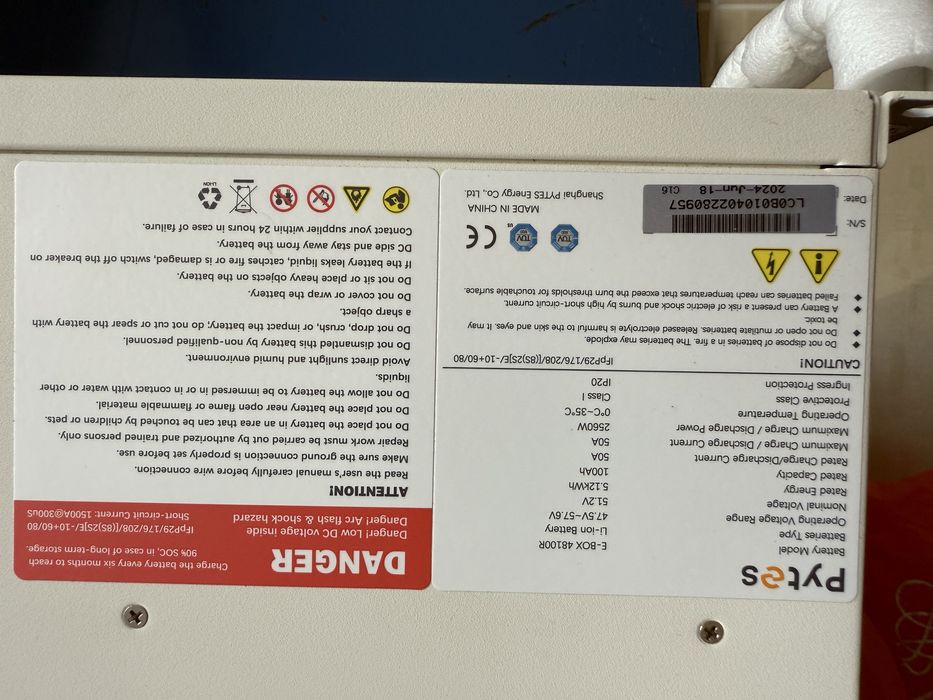 Pytes
Battery Model E-BOX 48100R
Batteries Type Li-ion Battery
Operating Voltage Range 47.5V~57.6V
Nominal Voltage 51.2V
Rated Energy 5.12kWh
Rated Capacity 100Ah
Rated Charge/Discharge Current 50A
Maximum Charge / Discharge Current 50A
Maximum Charge / Discharge Power 2560W
Operating Temperature 0°C~35°C
Protective Class Class I
Ingress Protection IP20
CAUTION! IFpP29/176/208/[(8S)2S]E/-10+60/80
◆ Do not dispose of batteries in a fire. The batteries may explode.
◆ Do not open or mutilate batteries. Released electrolyte is harmful to the skin and eyes. It may
be toxic.
◆ A Battery can present a risk of electric shock and burns by high short-circuit current.
◆ Failed batteries can reach temperatures that exceed the burn thresholds for touchable surface.
S/N:
Date:
LC0B010402280957
2024-Jun-18 C16
TÜV SÜD
TÜV SÜD US
CE
MADE IN CHINA
Shanghai PYTES Energy Co., Ltd.
DANGER
Charge the battery every six months to reach
90% SOC, in case of long-term storage.
Danger! Low DC voltage inside
Danger! Arc flash & shock hazard
IFpP29/176/208/[(8S)2S]E/-10+60/80
Short-circuit Current: 1500A@300uS
ATTENTION!
Read the user's manual carefully before wire connection.
Make sure the ground connection is properly set before use.
Repair work must be carried out by authorized and trained persons only.
Do not place the battery in an area that can be touched by children or pets.
Do not place the battery near open flame or flammable material.
Do not allow the battery to be immersed in or in contact with water or other
liquids.
Avoid direct sunlight and humid environment.
Do not dismantled this battery by non-qualified personnel.
Do not drop, crush, or impact the battery; do not cut or spear the battery with
a sharp object.
Do not cover or wrap the battery.
Do not sit or place heavy objects on the battery.
If the battery leaks liquid, catches fire or is damaged, switch off the breaker on
DC side and stay away from the battery.
Contact your supplier within 24 hours in case of failure.
LI-ION